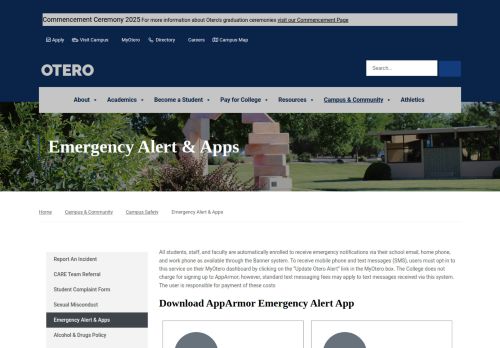 Commencement Ceremony 2025 For more information about Otero's graduation ceremonies visit our Commencement Page
Apply Visit Campus MyOtero Directory Careers Campus Map
OTERO
Search...
About Academics Become a Student Pay for College Resources Campus & Community Athletics
Emergency Alert & Apps
Home Campus & Community Campus Safety Emergency Alert & Apps
Report An Incident
CARE Team Referral
Student Complaint Form
Sexual Misconduct
Emergency Alert & Apps
Alcohol & Drugs Policy
All students, staff, and faculty are automatically enrolled to receive emergency notifications via their school email, home phone,
and work phone as available through the Banner system. To receive mobile phone and text messages (SMS), users must opt-in to
this service on their MyOtero dashboard by clicking on the "Update Otero Alert" link in the MyOtero box. The College does not
charge for signing up to AppArmor; however, standard text messaging fees may apply to text messages received via this system.
The user is responsible for payment of these costs
Download AppArmor Emergency Alert App